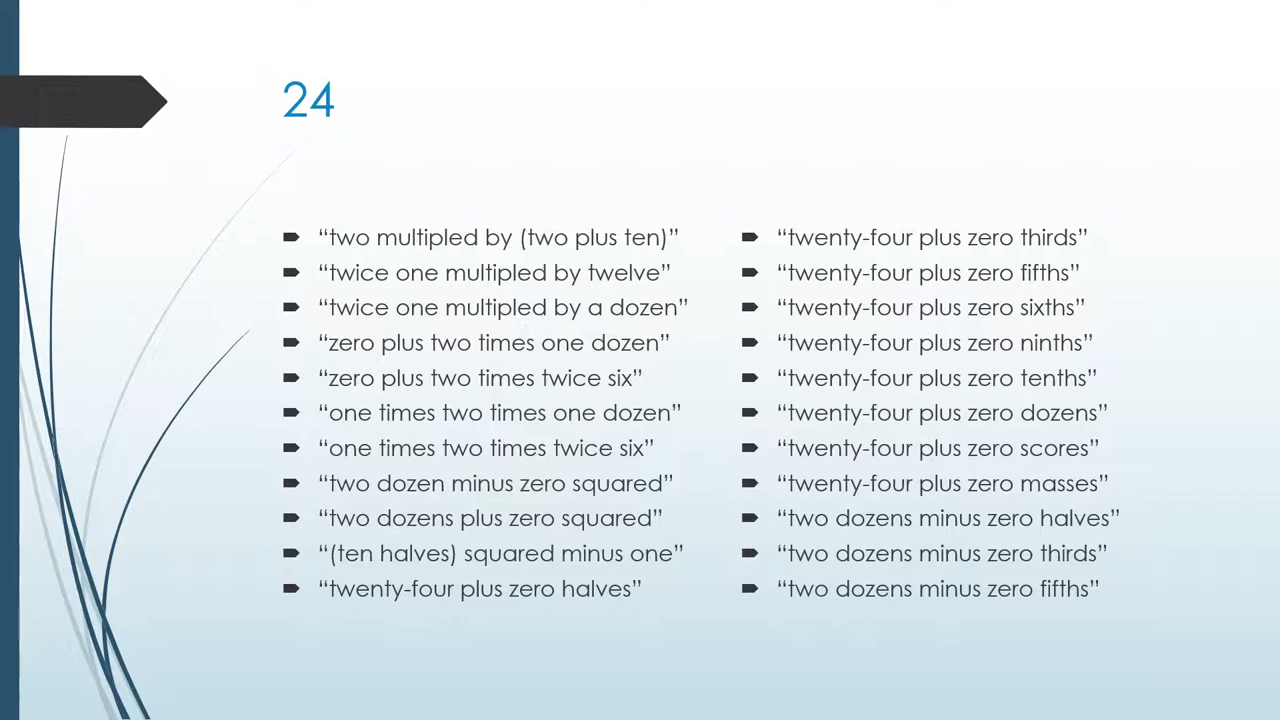 24
“two multipled by (two plus ten)”
“twice one multipled by twelve”
“twice one multipled by a dozen”
“zero plus two times one dozen”
“zero plus two times twice six”
“one times two times one dozen”
“one times two times twice six”
“two dozen minus zero squared”
“two dozens plus zero squared”
“(ten halves) squared minus one”
“twenty-four plus zero halves”
“twenty-four plus zero thirds”
“twenty-four plus zero fifths”
“twenty-four plus zero sixths”
“twenty-four plus zero ninths”
“twenty-four plus zero tenths”
“twenty-four plus zero dozens”
“twenty-four plus zero scores”
“twenty-four plus zero masses”
“two dozens minus zero halves”
“two dozens minus zero thirds”
“two dozens minus zero fifths”